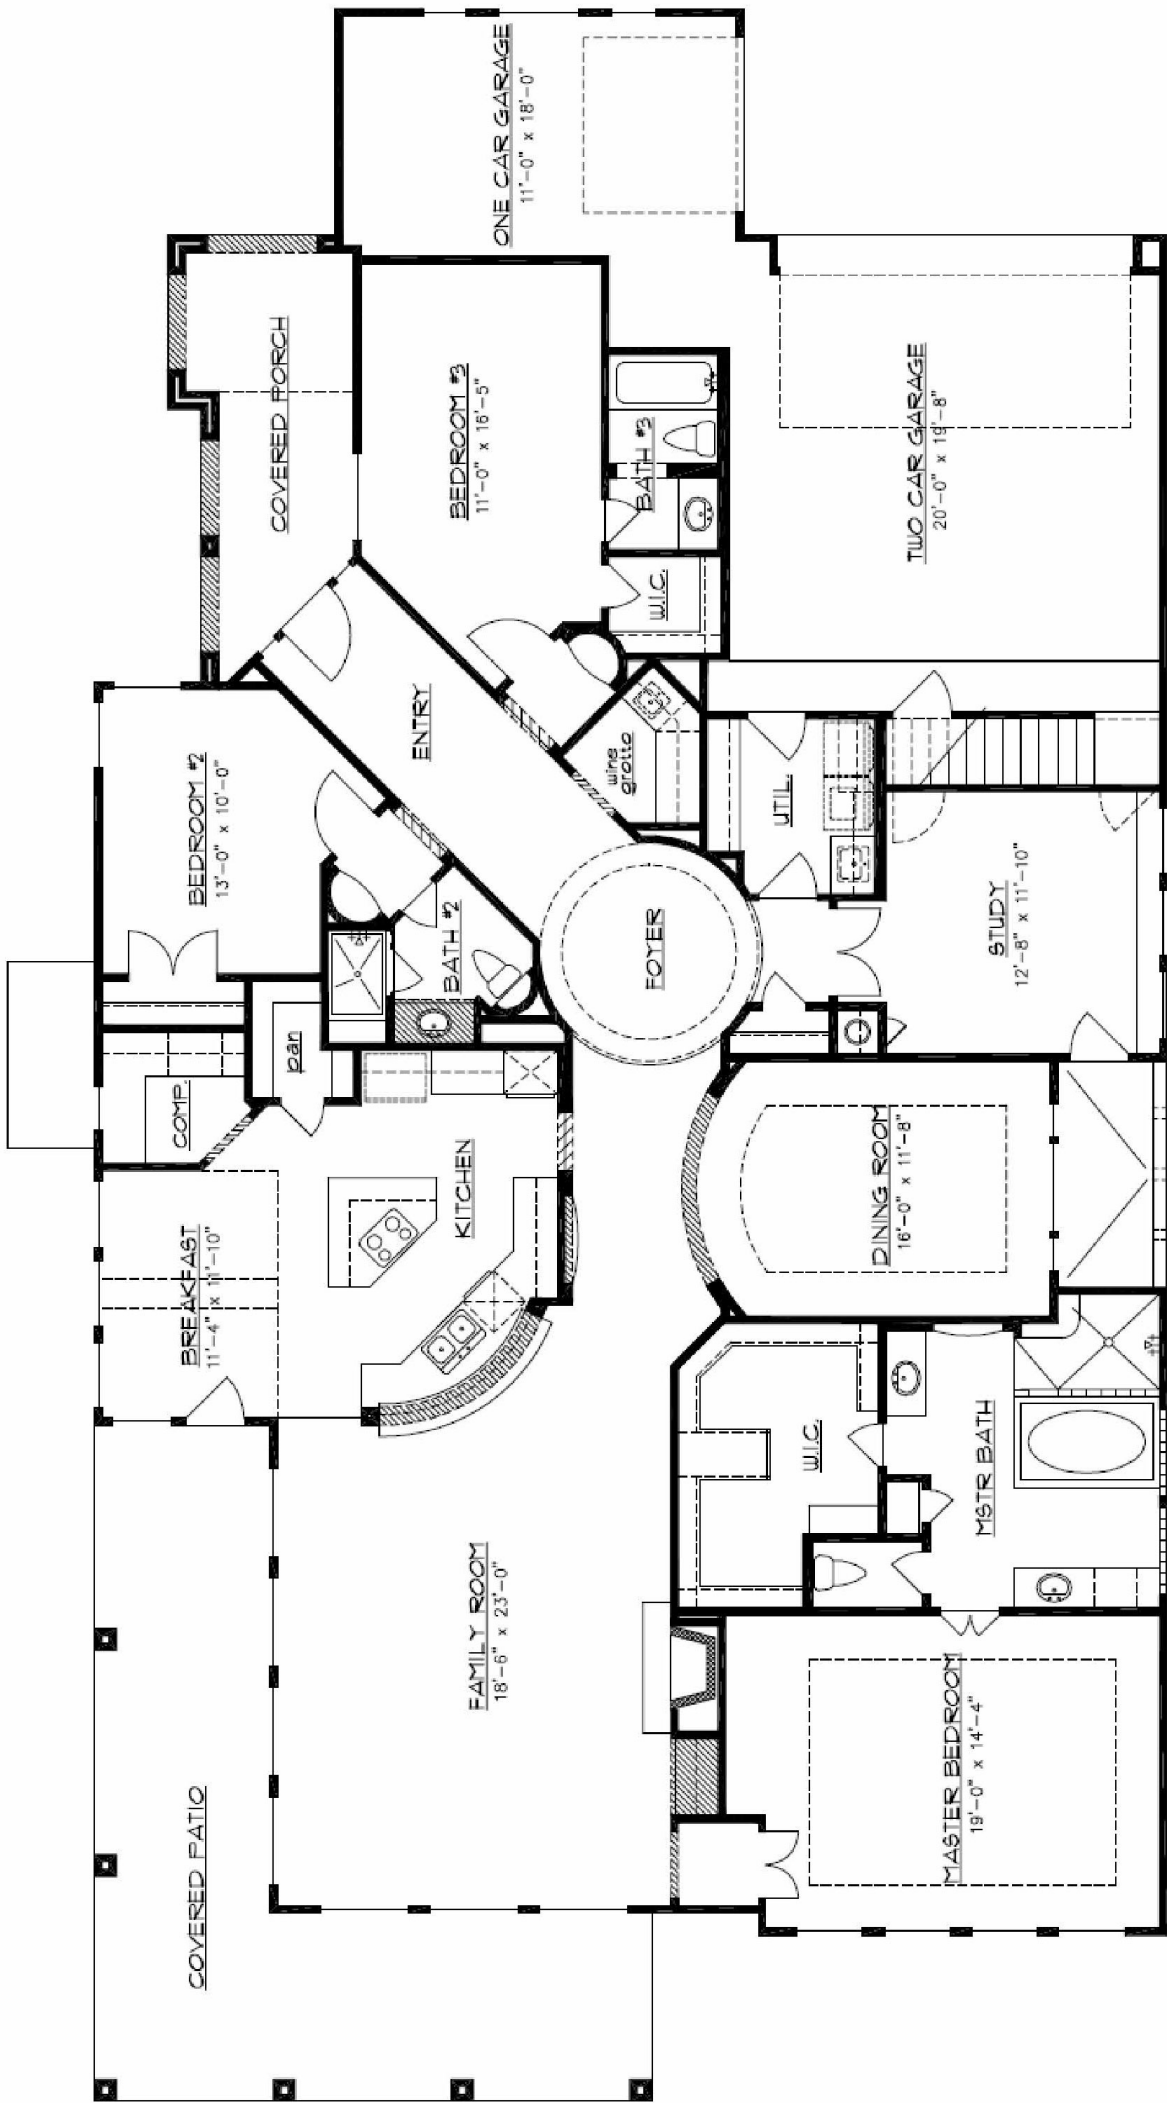 ONE CAR GARAGE
11'-0" x 18'-0"
COVERED PORCH
BEDROOM #3
11'-0" x 16'-5"
BATH #3
TWO CAR GARAGE
20'-0" x 19'-8"
W.I.C.
ENTRY
wine
grotto
UTIL.
BEDROOM #2
13'-0" x 10'-0"
BATH #2
FOYER
STUDY
12'-8" x 11'-10"
pan
COMP.
KITCHEN
DINING ROOM
16'-0" x 11'-8"
BREAKFAST
11'-4" x 11'-10"
W.I.C.
MSTR BATH
FAMILY ROOM
18'-6" x 23'-0"
MASTER BEDROOM
19'-0" x 14'-4"
COVERED PATIO